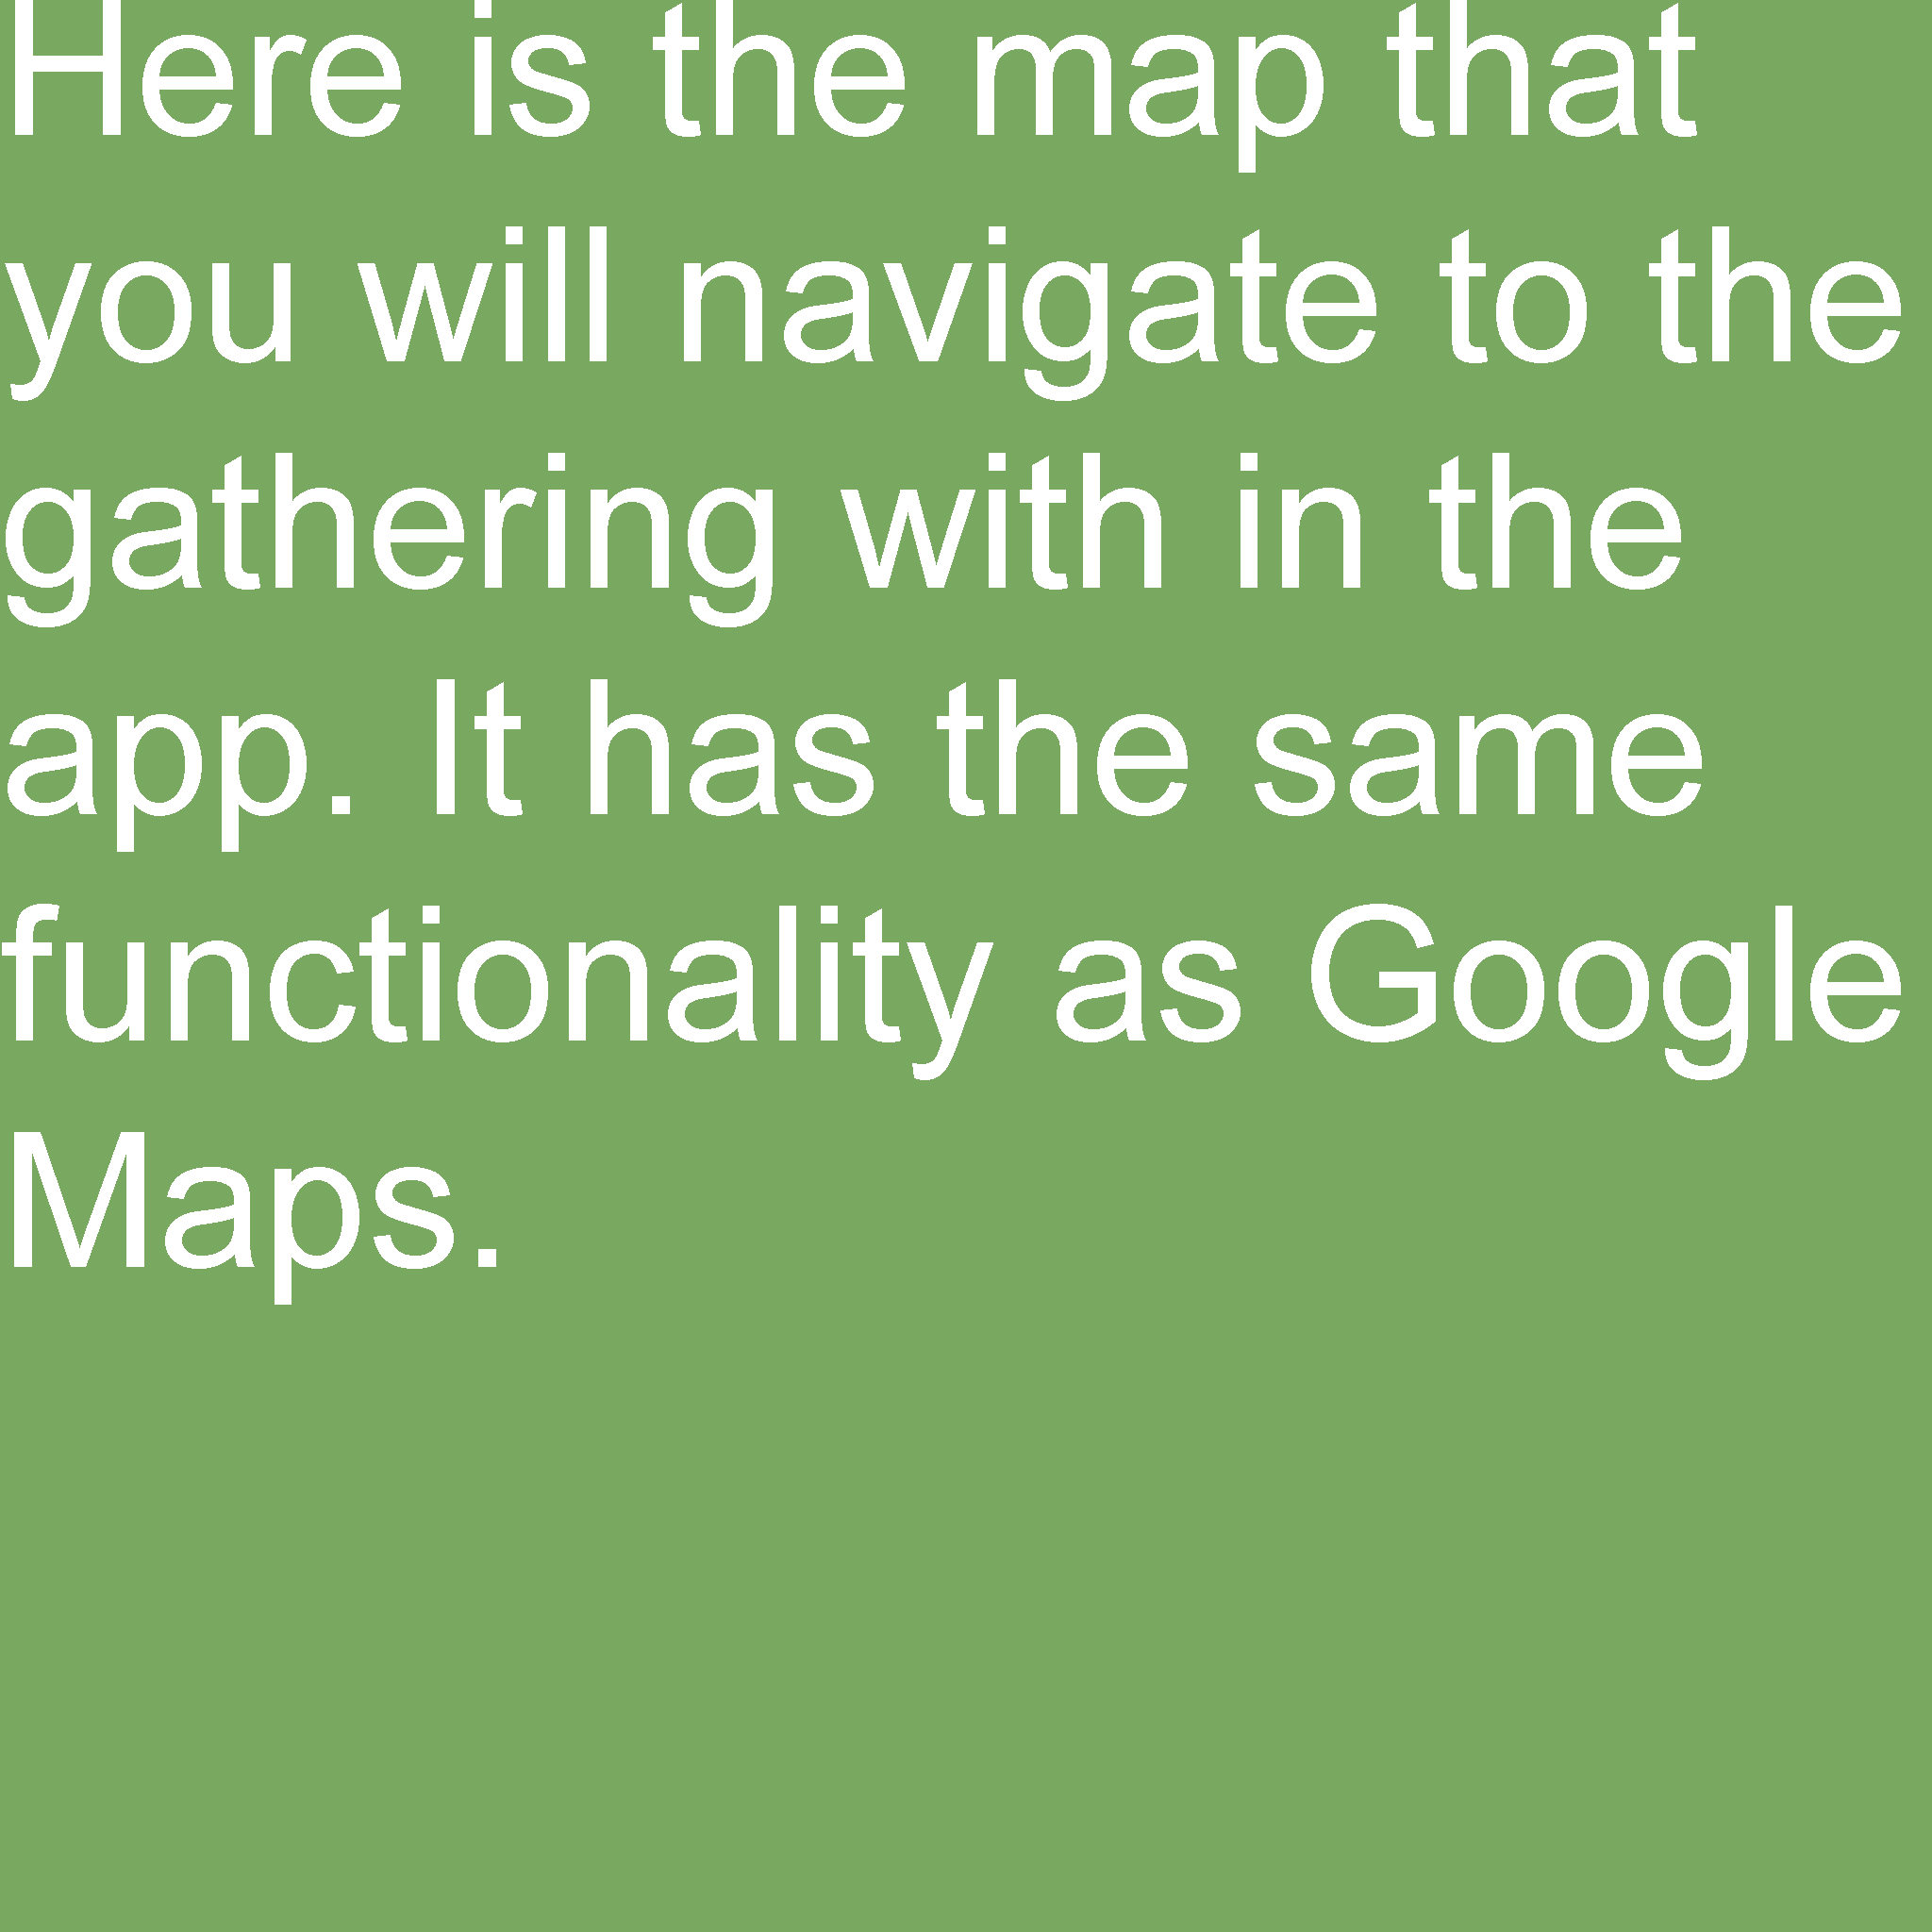 Here is the map that
you will navigate to the
gathering with in the
app. It has the same
functionality as Google
Maps.